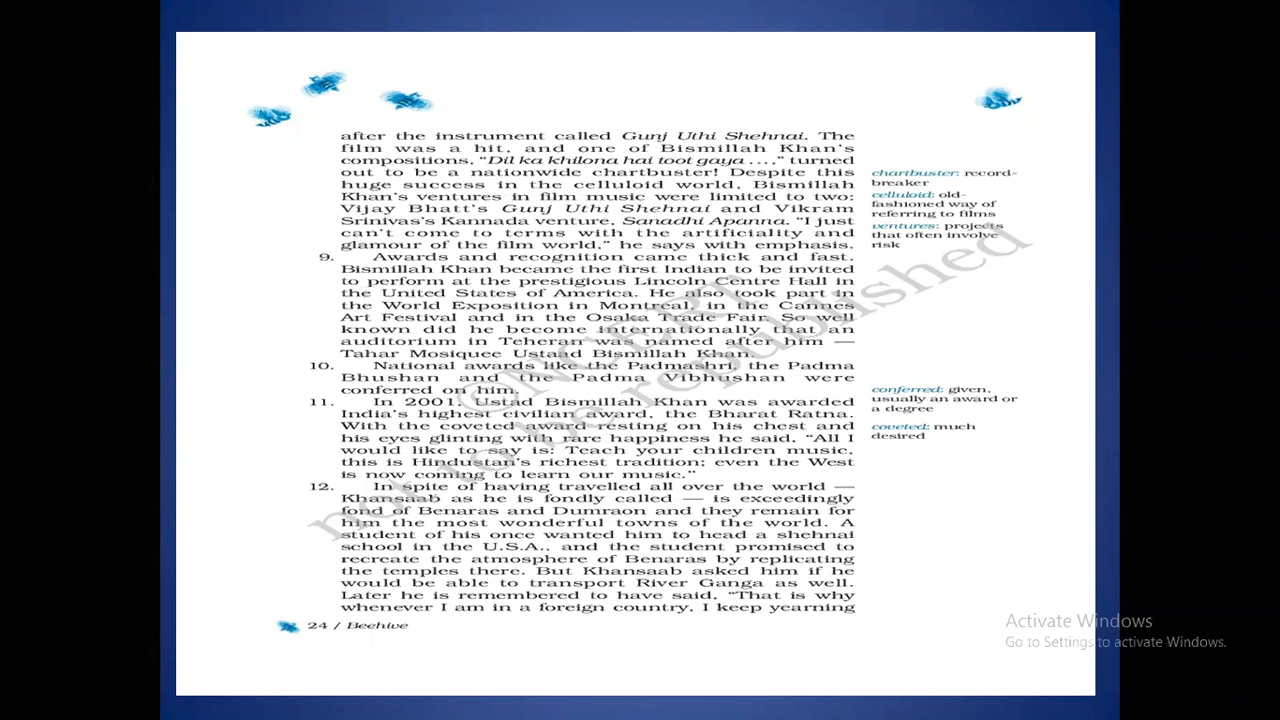 after the instrument called Gunj Uthi Shehnai. The
film was a hit, and one of Bismillah Khan's
compositions, “Dil ka khilona hai toot gaya ...,” turned
out to be a nationwide chartbuster! Despite this
huge success in the celluloid world, Bismillah
Khan's ventures in film music were limited to two:
Vijay Bhatt's Gunj Uthi Shehnai and Vikram
Srinivas's Kannada venture, Sanadhi Apanna. “I just
can't come to terms with the artificiality and
glamour of the film world,” he says with emphasis.
9. Awards and recognition came thick and fast.
Bismillah Khan became the first Indian to be invited
to perform at the prestigious Lincoln Centre Hall in
the United States of America. He also took part in
the World Exposition in Montreal, in the Cannes
Art Festival and in the Osaka Trade Fair. So well
known did he become internationally that an
auditorium in Teheran was named after him —
Tahar Mosiquee Ustaad Bismillah Khan.
10. National awards like the Padmashri, the Padma
Bhushan and the Padma Vibhushan were
conferred on him.
11. In 2001, Ustad Bismillah Khan was awarded
India's highest civilian award, the Bharat Ratna.
With the coveted award resting on his chest and
his eyes glinting with rare happiness he said, “All I
would like to say is: Teach your children music,
this is Hindustan's richest tradition; even the West
is now coming to learn our music.”
12. In spite of having travelled all over the world —
Khansaab as he is fondly called — is exceedingly
fond of Benaras and Dumraon and they remain for
him the most wonderful towns of the world. A
student of his once wanted him to head a shehnai
school in the U.S.A., and the student promised to
recreate the atmosphere of Benaras by replicating
the temples there. But Khansaab asked him if he
would be able to transport River Ganga as well.
Later he is remembered to have said, “That is why
whenever I am in a foreign country, I keep yearning
chartbuster: record-
breaker
celluloid: old-
fashioned way of
referring to films
ventures: projects
that often involve
risk
conferred: given,
usually an award or
a degree
coveted: much
desired
24 / Beehive
©NCERT
not to be republished
Activate Windows
Go to Settings to activate Windows.